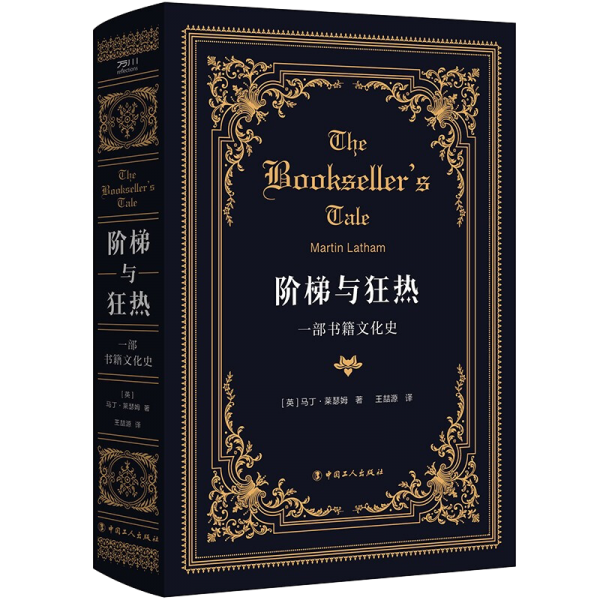 万川
reflections
The
Bookseller's
Tale
阶梯
与
狂热
一部
书籍文化史
[英]
马丁·莱瑟姆 著
王喆源 译
中国工人出版社
The
Bookseller's
Tale
Martin Latham
阶梯与狂热
一部书籍文化史
[英] 马丁·莱瑟姆 著 王喆源 译
中国工人出版社